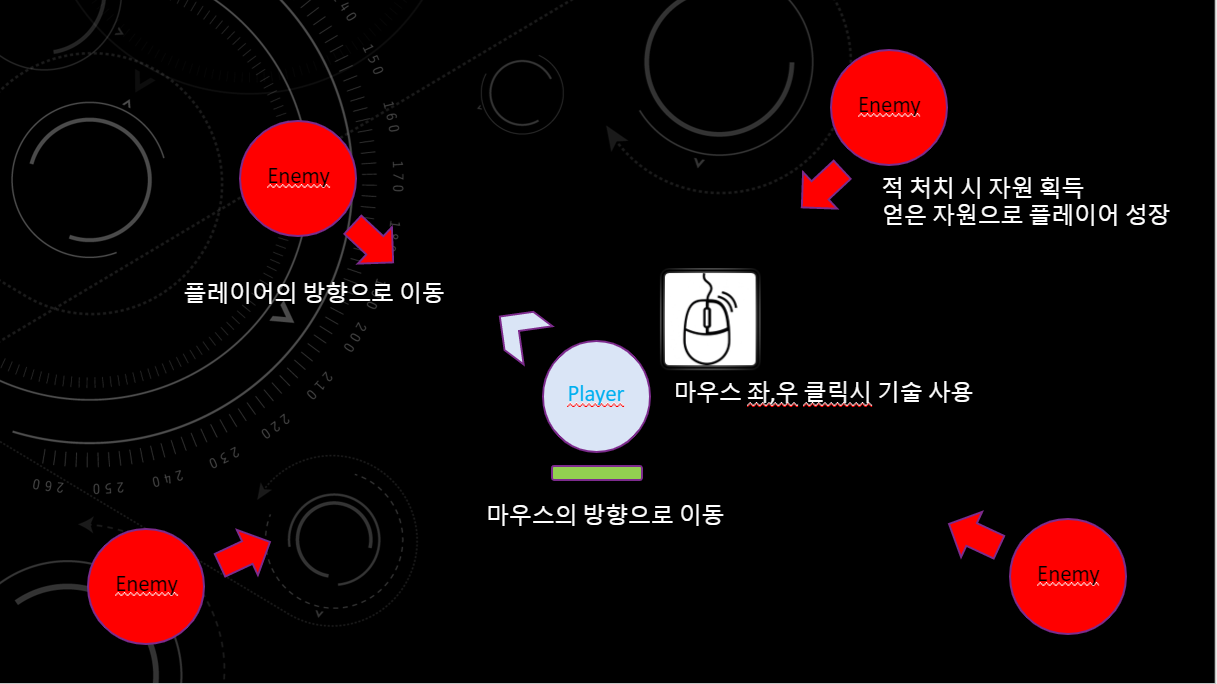 140
150
160
170
180
Enemy
Enemy
적 처치 시 자원 획득
얻은 자원으로 플레이어 성장
플레이어의 방향으로 이동
200
210
220
230
240
250
260
Player
마우스 좌,우 클릭시 기술 사용
마우스의 방향으로 이동
Enemy
Enemy